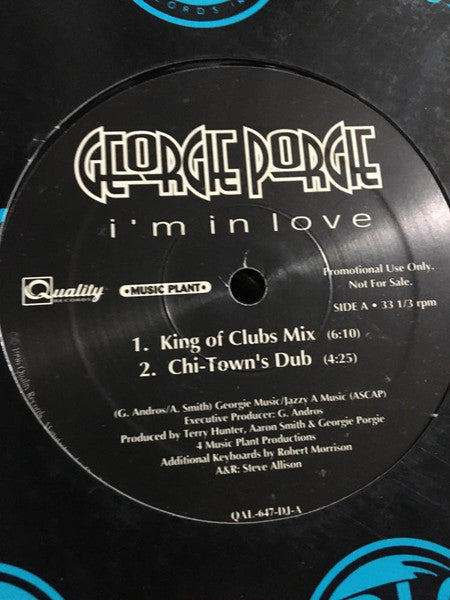 RECORDS
GEORGIE PORGIE
i'm in love
Quality
RECORDS
•MUSIC PLANT•
Promotional Use Only.
Not For Sale.
SIDE A • 33 1/3 rpm
1. King of Clubs Mix (6:10)
2. Chi-Town's Dub (4:25)
(G. Andros/A. Smith) Georgie Music/Jazzy A Music (ASCAP)
Executive Producer: G. Andros
Produced by Terry Hunter, Aaron Smith & Georgie Porgie
4 Music Plant Productions
Additional Keyboards by Robert Morrison
A&R: Steve Allison
QAL-647-DJ-A